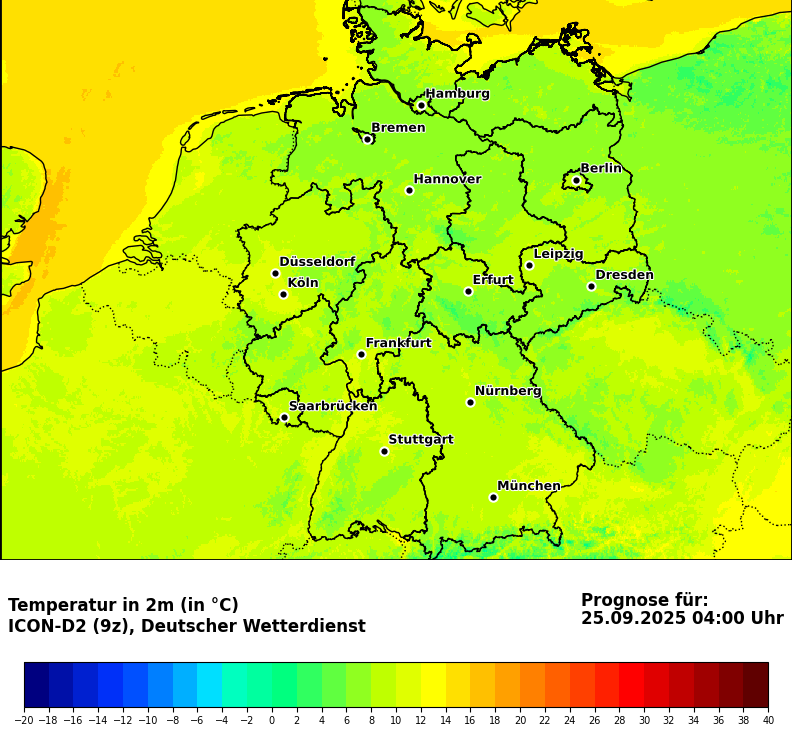 Hamburg
Bremen
Berlin
Hannover
Leipzig
Düsseldorf
Dresden
Köln
Erfurt
Frankfurt
Nürnberg
Saarbrücken
Stuttgart
München
Temperatur in 2m (in °C)
ICON-D2 (9z), Deutscher Wetterdienst
Prognose für:
25.09.2025 04:00 Uhr
−20 −18 −16 −14 −12 −10 −8 −6 −4 −2 0 2 4 6 8 10 12 14 16 18 20 22 24 26 28 30 32 34 36 38 40